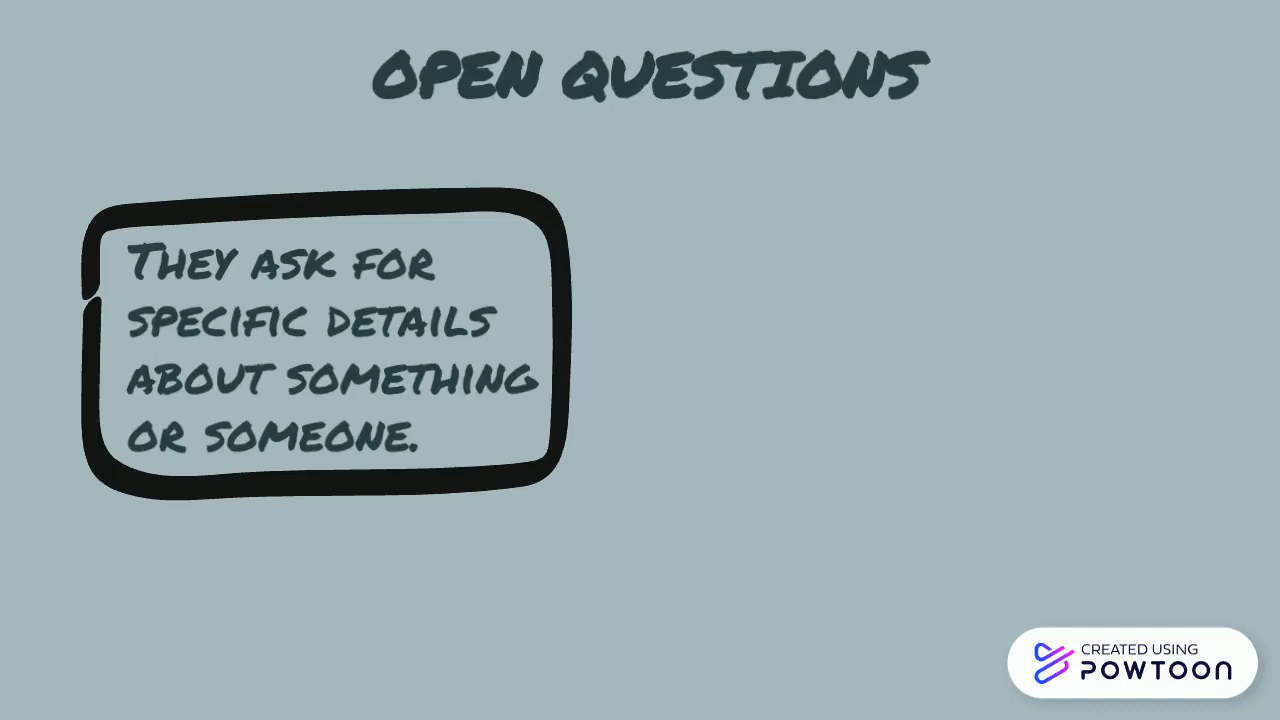 OPEN QUESTIONS
THEY ASK FOR
SPECIFIC DETAILS
ABOUT SOMETHING
OR SOMEONE.
CREATED USING
POWTOON